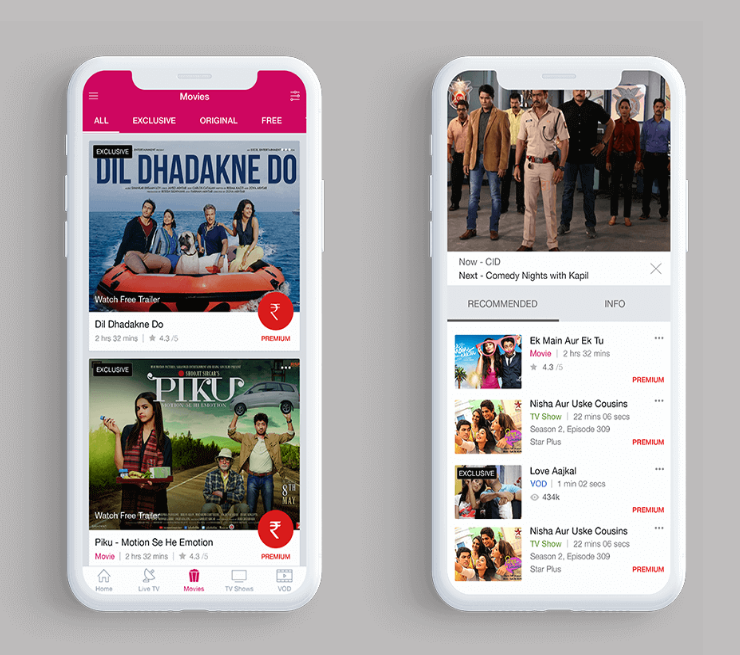 Movies
ALL EXCLUSIVE ORIGINAL FREE
EXCLUSIVE
DIL DHADAKNE DO
Watch Free Trailer
₹
Dil Dhadakne Do
2 hrs 32 mins | 4.3 /5
PREMIUM
EXCLUSIVE
PIKU
MOTION SE HI EMOTION
8TH
MAY
Watch Free Trailer
₹
Piku - Motion Se He Emotion
Movie | 2 hrs 32 mins | 4.3/5
PREMIUM
Home Live TV Movies TV Shows VOD
Now - CID
Next - Comedy Nights with Kapil
RECOMMENDED INFO
Ek Main Aur Ek Tu
Movie | 2 hrs 32 mins
4.3 /5
PREMIUM
Nisha Aur Uske Cousins
TV Show | 22 mins 06 secs
Season 2, Episode 309
Star Plus
PREMIUM
EXCLUSIVE
Love Aajkal
VOD | 1 min 02 secs
434k
PREMIUM
Nisha Aur Uske Cousins
TV Show | 22 mins 06 secs
Season 2, Episode 309
Star Plus
PREMIUM